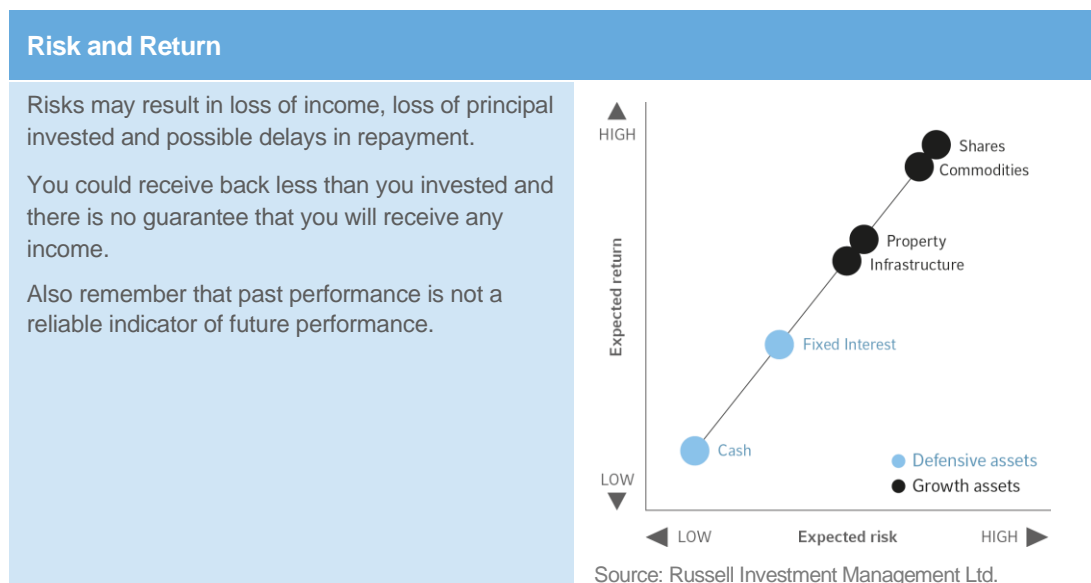 Risk and Return
Risks may result in loss of income, loss of principal
invested and possible delays in repayment.
You could receive back less than you invested and
there is no guarantee that you will receive any
income.
Also remember that past performance is not a
reliable indicator of future performance.
HIGH
Shares
Commodities
Property
Infrastructure
Expected return
Fixed Interest
Cash
Defensive assets
LOW
Growth assets
LOW Expected risk HIGH
Source: Russell Investment Management Ltd.